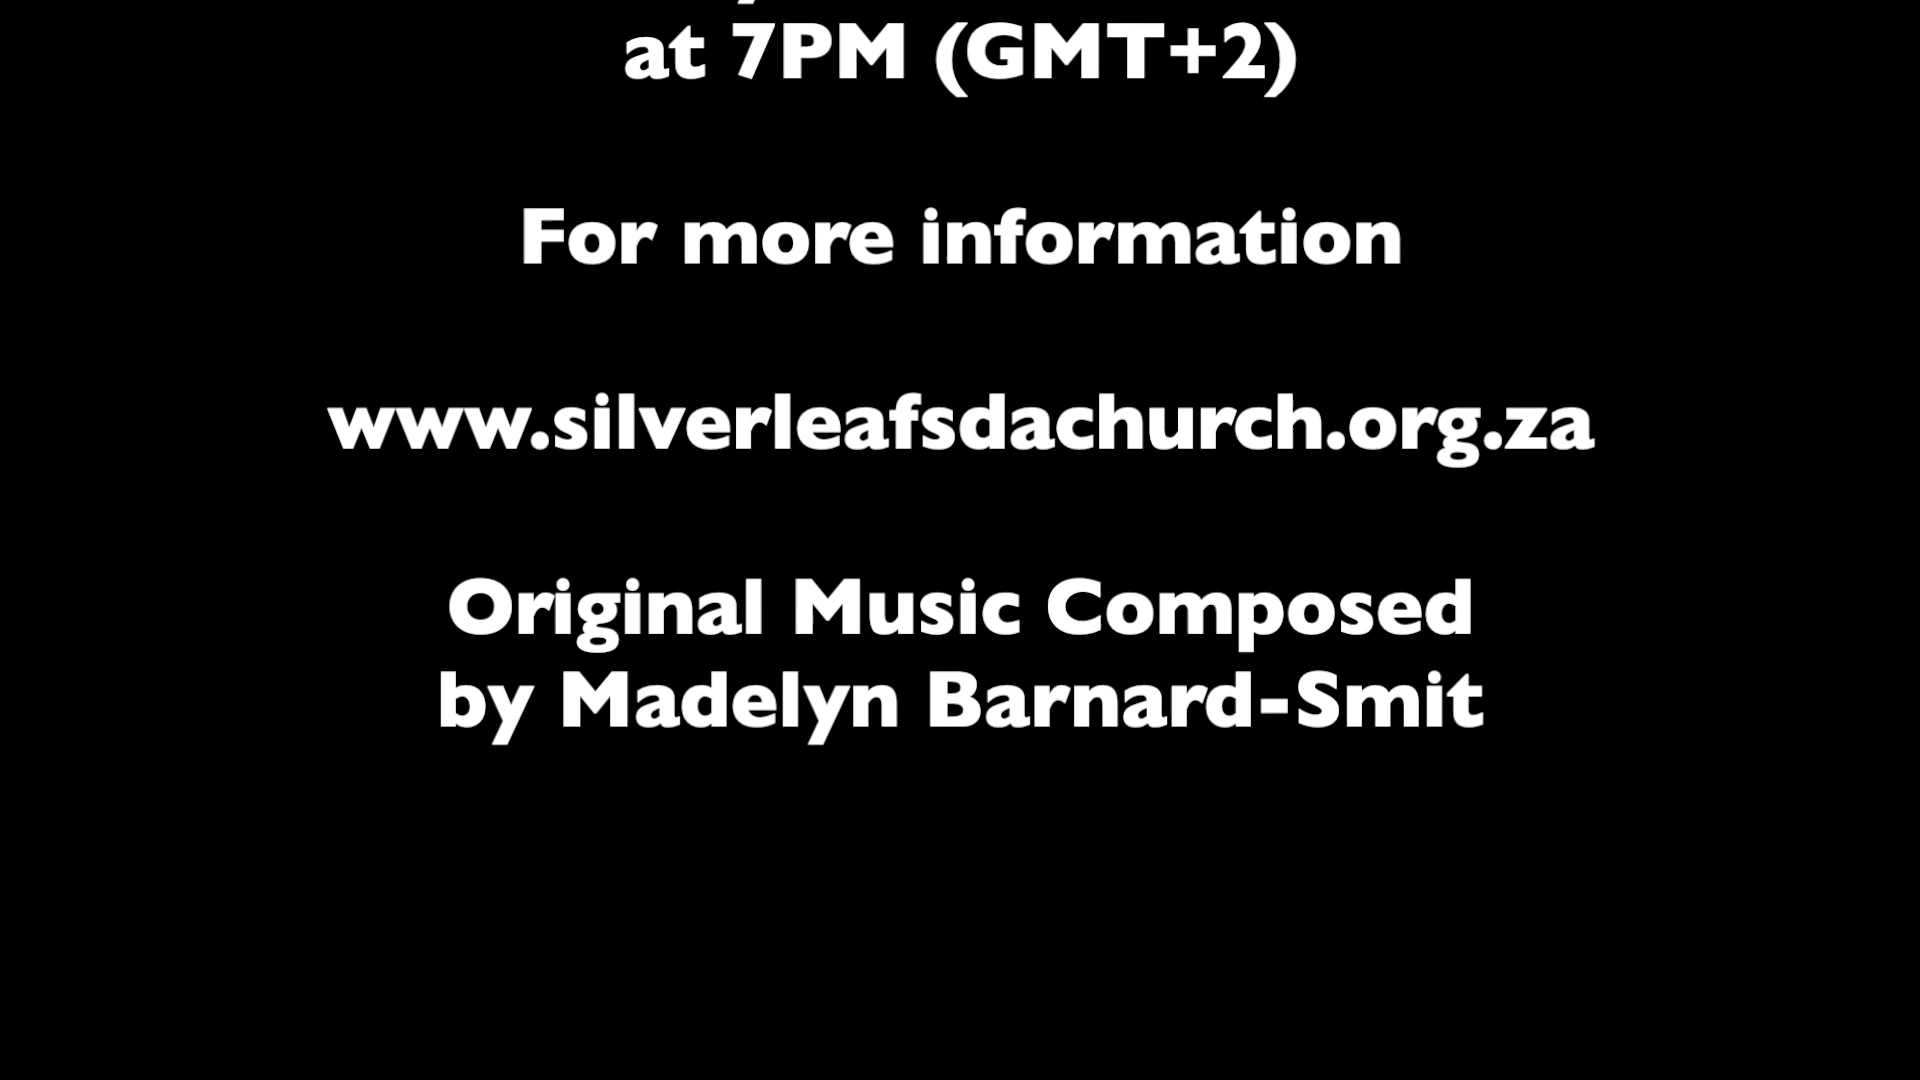 at 7PM (GMT+2)
For more information
www.silverleafsdachurch.org.za
Original Music Composed
by Madelyn Barnard-Smit